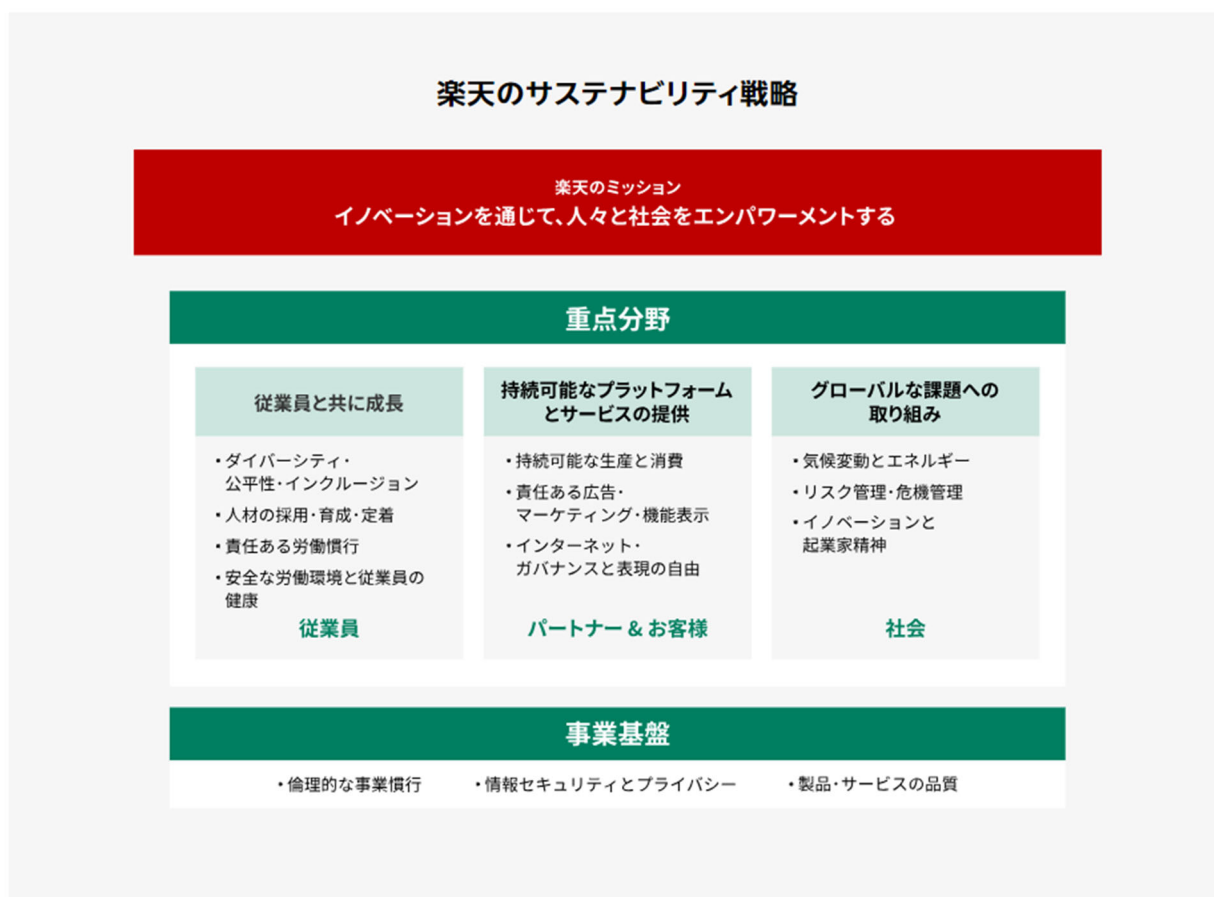 楽天のサステナビリティ戦略
楽天のミッション
イノベーションを通じて、人々と社会をエンパワーメントする
重点分野
従業員と共に成長
・ダイバーシティ・
公平性・インクルージョン
・人材の採用・育成・定着
・責任ある労働慣行
・安全な労働環境と従業員の
健康
従業員
持続可能なプラットフォーム
とサービスの提供
・持続可能な生産と消費
・責任ある広告・
マーケティング・機能表示
・インターネット・
ガバナンスと表現の自由
パートナー & お客様
グローバルな課題への
取り組み
・気候変動とエネルギー
・リスク管理・危機管理
・イノベーションと
起業家精神
社会
事業基盤
・倫理的な事業慣行
・情報セキュリティとプライバシー
・製品・サービスの品質